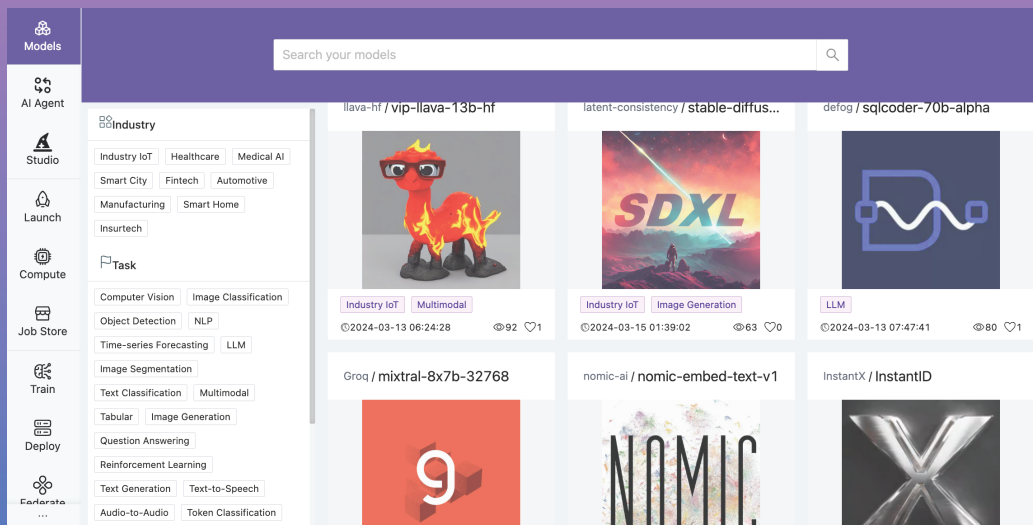 Models
AI Agent
Studio
Launch
Compute
Job Store
Train
Deploy
Federate
...
Search your models
Industry
Industry IoT Healthcare Medical AI
Smart City Fintech Automotive
Manufacturing Smart Home
Insurtech
Task
Computer Vision Image Classification
Object Detection NLP
Time-series Forecasting LLM
Image Segmentation
Text Classification Multimodal
Tabular Image Generation
Question Answering
Reinforcement Learning
Text Generation Text-to-Speech
Audio-to-Audio Token Classification
llava-hf / vip-llava-13b-hf
Industry IoT Multimodal
2024-03-13 06:24:28 92 1
latent-consistency / stable-diffus...
SDXL
Industry IoT Image Generation
2024-03-15 01:39:02 63 0
defog / sqlcoder-70b-alpha
LLM
2024-03-13 07:47:41 80 1
Groq / mixtral-8x7b-32768
g
nomic-ai / nomic-embed-text-v1
NOMIC
InstantX / InstantID
X